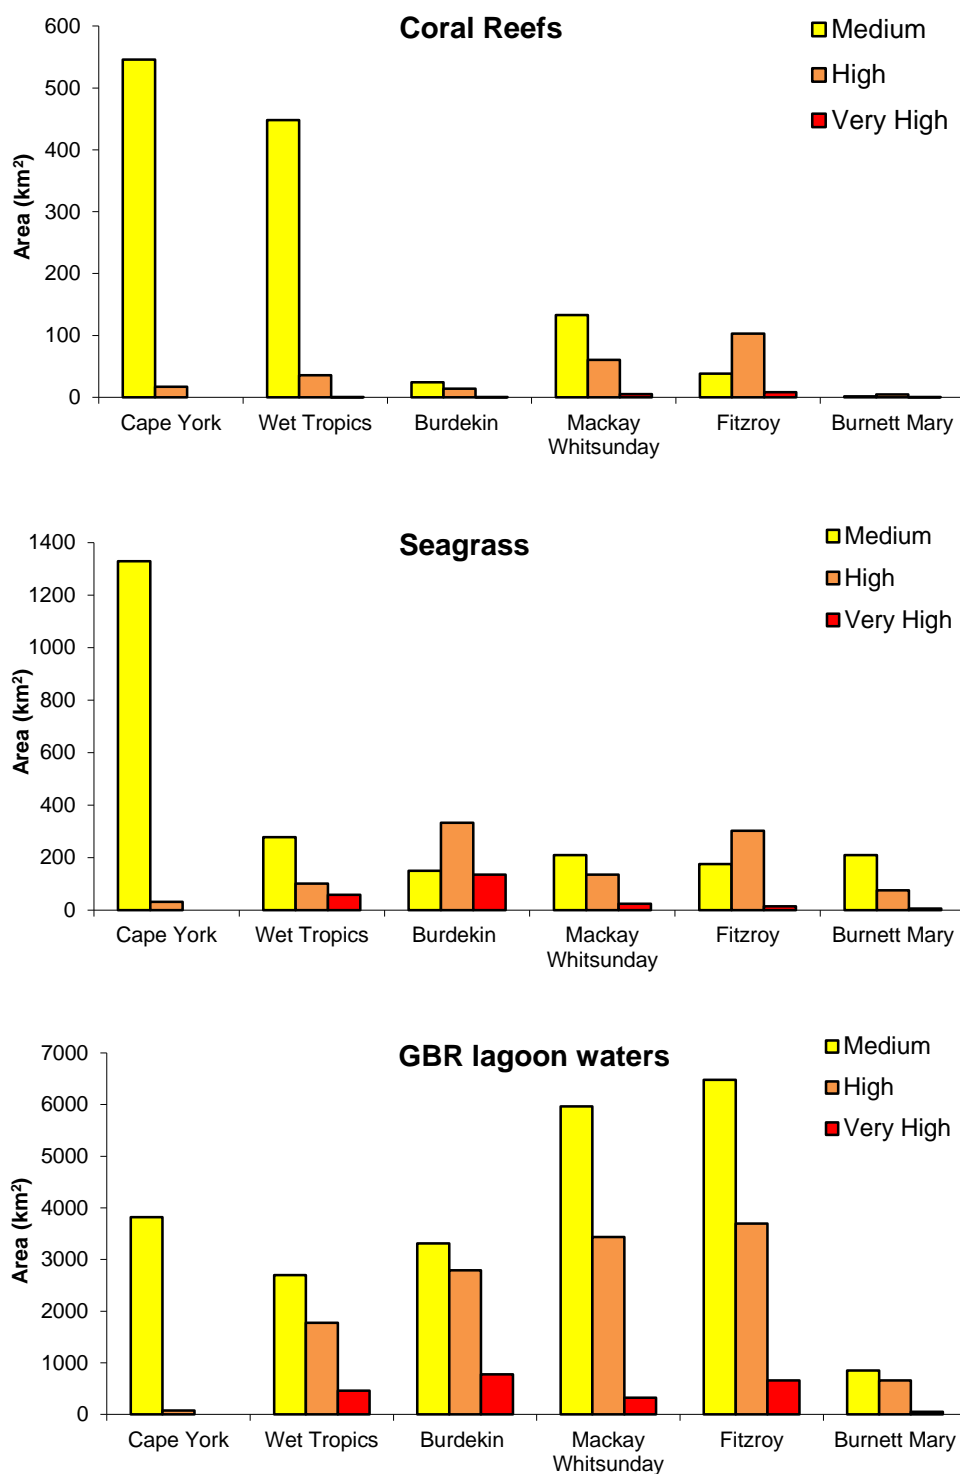 Coral Reefs
Medium
High
Very High
Area (km²)
600
500
400
300
200
100
0
Cape York
Wet Tropics
Burdekin
Mackay
Whitsunday
Fitzroy
Burnett Mary
Seagrass
Medium
High
Very High
Area (km²)
1400
1200
1000
800
600
400
200
0
Cape York
Wet Tropics
Burdekin
Mackay
Whitsunday
Fitzroy
Burnett Mary
GBR lagoon waters
Medium
High
Very High
Area (km²)
7000
6000
5000
4000
3000
2000
1000
0
Cape York
Wet Tropics
Burdekin
Mackay
Whitsunday
Fitzroy
Burnett Mary